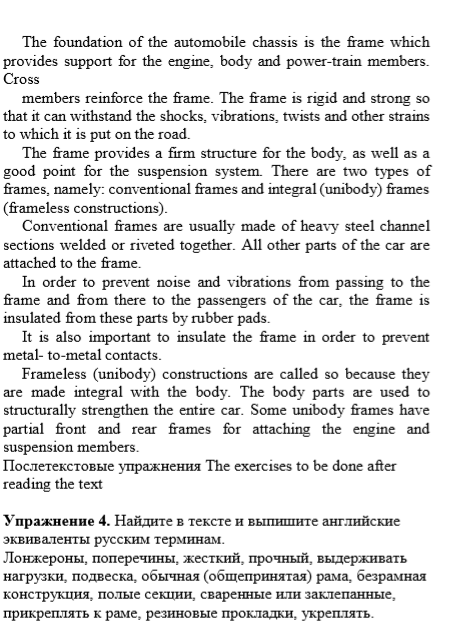 The foundation of the automobile chassis is the frame which
provides support for the engine, body and power-train members.
Cross
members reinforce the frame. The frame is rigid and strong so
that it can withstand the shocks, vibrations, twists and other strains
to which it is put on the road.
The frame provides a firm structure for the body, as well as a
good point for the suspension system. There are two types of
frames, namely: conventional frames and integral (unibody) frames
(frameless constructions).
Conventional frames are usually made of heavy steel channel
sections welded or riveted together. All other parts of the car are
attached to the frame.
In order to prevent noise and vibrations from passing to the
frame and from there to the passengers of the car, the frame is
insulated from these parts by rubber pads.
It is also important to insulate the frame in order to prevent
metal- to-metal contacts.
Frameless (unibody) constructions are called so because they
are made integral with the body. The body parts are used to
structurally strengthen the entire car. Some unibody frames have
partial front and rear frames for attaching the engine and
suspension members.
Послетекстовые упражнения The exercises to be done after
reading the text
Упражнение 4. Найдите в тексте и выпишите английские
эквиваленты русским терминам.
Лонжероны, поперечины, жесткий, прочный, выдерживать
нагрузки, подвеска, обычная (общепринятая) рама, безрамная
конструкция, полые секции, сваренные или заклепанные,
прикреплять к раме, резиновые прокладки, укреплять.